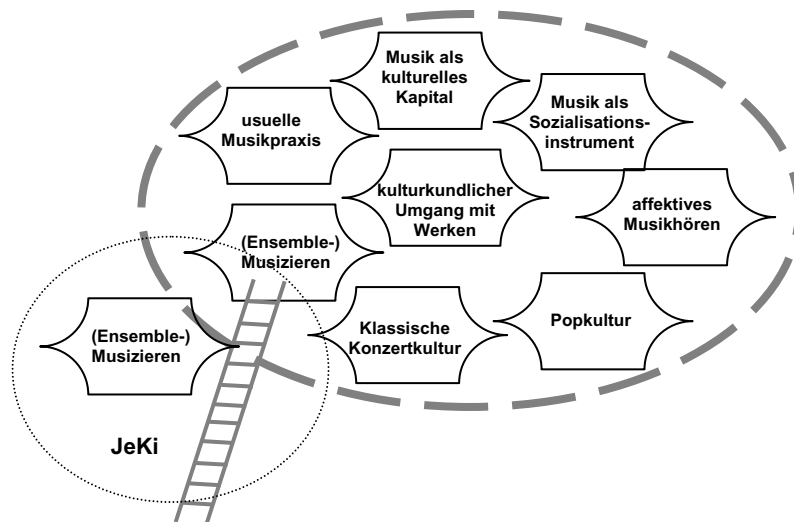 Musik als
kulturelles
Kapital
usuelle
Musikpraxis
Musik als
Sozialisations-
instrument
kulturkundlicher
Umgang mit
Werken
affektives
Musikhören
(Ensemble-)
Musizieren
(Ensemble-)
Musizieren
Klassische
Konzertkultur
Popkultur
JeKi